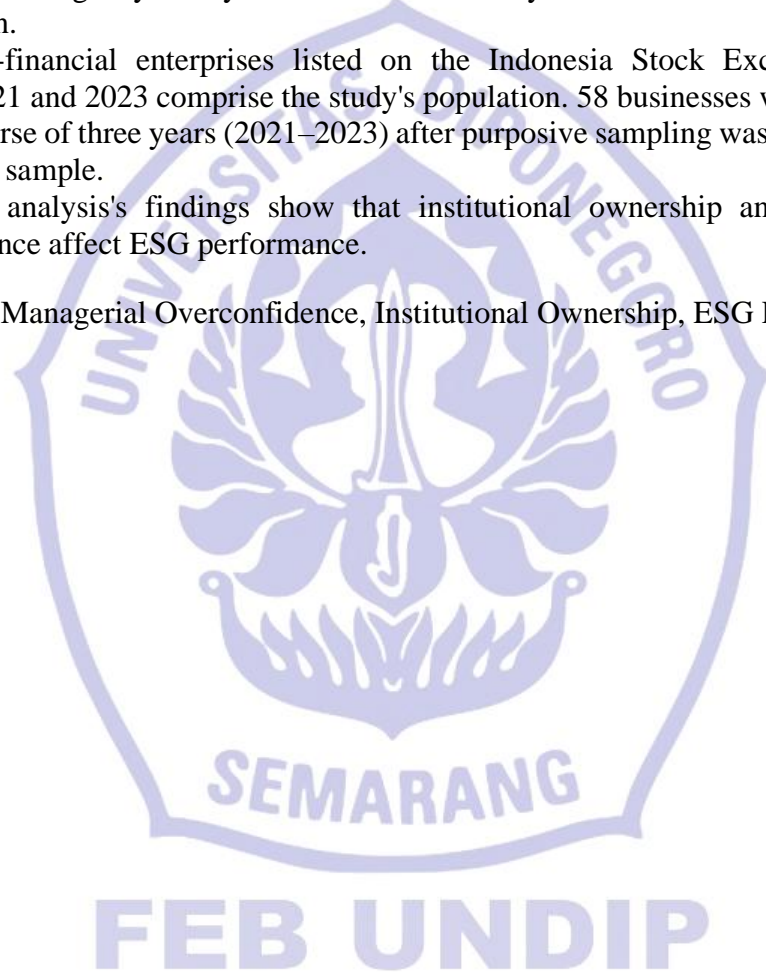 n.
-financial enterprises listed on the Indonesia Stock Exc
21 and 2023 comprise the study's population. 58 businesses w
rse of three years (2021–2023) after purposive sampling was
sample.
analysis's findings show that institutional ownership an
nce affect ESG performance.
Managerial Overconfidence, Institutional Ownership, ESG
UNIVERSITAS DIPONEGORO
SEMARANG
FEB UNDIP